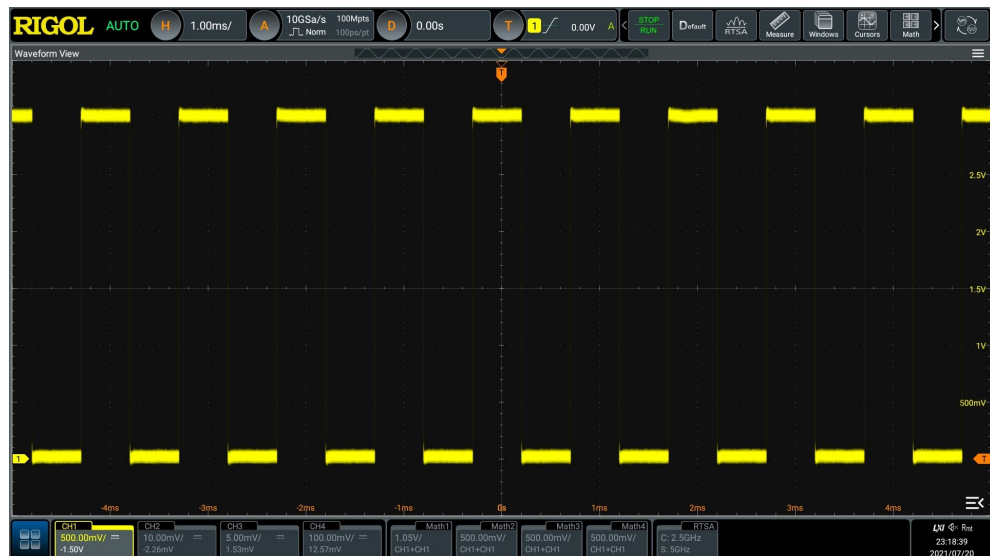 RIGOL AUTO H 1.00ms/ A 10GSa/s 100Mpts D 0.00s T 1 0.00V A STOP Default RTSA Measure Windows Cursors Math
Norm 100ps/pt RUN
Waveform View
T
2.5V
2V
1.5V
1V
500mV
1 T
-4ms -3ms -2ms -1ms 0s 1ms 2ms 3ms 4ms
CH1 CH2 CH3 CH4 Math1 Math2 Math3 Math4 RTSA LXI Rmt
500.00mV/ 10.00mV/ 5.00mV/ 100.00mV/ 1.05V/ 500.00mV/ 500.00mV/ 500.00mV/ C: 2.5GHz 23:18:39
-1.50V -2.26mV 1.53mV 12.57mV CH1+CH1 CH1+CH1 CH1+CH1 CH1+CH1 S: 5GHz 2021/07/20